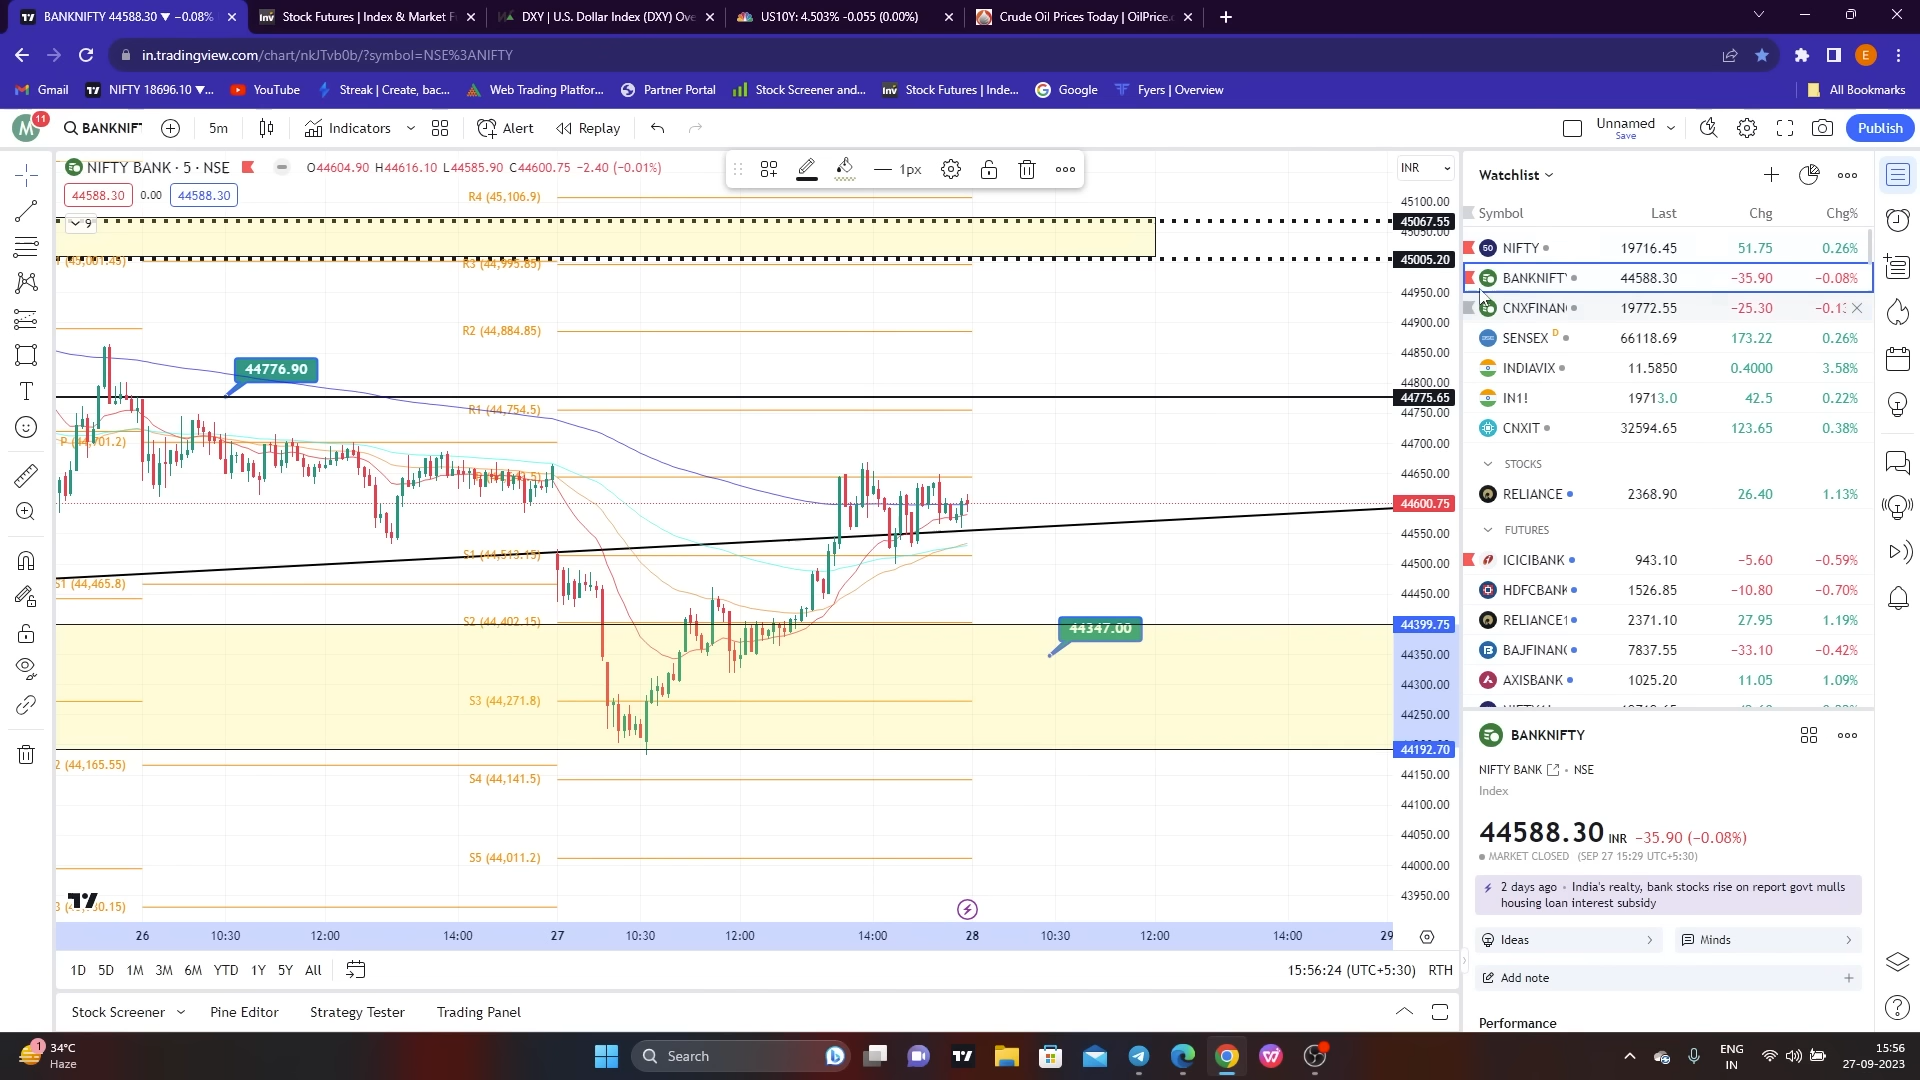 BANKNIFTY 44588.30 ▼ −0.08%
Stock Futures | Index & Market F
DXY | U.S. Dollar Index (DXY) Ove
US10Y: 4.503% -0.055 (0.00%)
Crude Oil Prices Today | OilPrice.c
in.tradingview.com/chart/nkJTvb0b/?symbol=NSE%3ANIFTY
E
Gmail
NIFTY 18696.10 ▼...
YouTube
Streak | Create, bac...
Web Trading Platfor...
Partner Portal
Stock Screener and...
Stock Futures | Inde...
Google
Fyers | Overview
All Bookmarks
M
11
BANKNIF
5m
Indicators
Alert
Replay
Unnamed
Save
Publish
NIFTY BANK · 5 · NSE
O44604.90 H44616.10 L44585.90 C44600.75 −2.40 (−0.01%)
44588.30
0.00
44588.30
9
1px
INR
R4 (45,106.9)
R3 (44,995.85)
R2 (44,884.85)
R1 (44,754.5)
S1 (44,513.15)
S2 (44,402.15)
S3 (44,271.8)
S4 (44,141.5)
S5 (44,011.2)
P (44,701.2)
S1 (44,465.8)
2 (44,165.55)
44776.90
44347.00
45100.00
45067.55
45050.00
45005.20
44950.00
44900.00
44850.00
44800.00
44775.65
44750.00
44700.00
44650.00
44600.75
44550.00
44500.00
44450.00
44399.75
44350.00
44300.00
44250.00
44192.70
44150.00
44100.00
44050.00
44000.00
43950.00
26
10:30
12:00
14:00
27
10:30
12:00
14:00
28
10:30
12:00
14:00
29
1D 5D 1M 3M 6M YTD 1Y 5Y All
15:56:24 (UTC+5:30) RTH
Stock Screener
Pine Editor
Strategy Tester
Trading Panel
Watchlist
Symbol Last Chg Chg%
50 NIFTY 19716.45 51.75 0.26%
BANKNIFTY 44588.30 −35.90 −0.08%
CNXFINAN 19772.55 −25.30 −0.13
SENSEX D 66118.69 173.22 0.26%
INDIAVIX 11.5850 0.4000 3.58%
IN1! 19713.0 42.5 0.22%
CNXIT 32594.65 123.65 0.38%
STOCKS
RELIANCE 2368.90 26.40 1.13%
FUTURES
ICICIBANK 943.10 −5.60 −0.59%
HDFCBANK 1526.85 −10.80 −0.70%
RELIANCE1 2371.10 27.95 1.19%
BAJFINANC 7837.55 −33.10 −0.42%
AXISBANK 1025.20 11.05 1.09%
BANKNIFTY
NIFTY BANK · NSE
Index
44588.30 INR −35.90 (−0.08%)
MARKET CLOSED (SEP 27 15:29 UTC+5:30)
2 days ago · India's realty, bank stocks rise on report govt mulls
housing loan interest subsidy
Ideas
Minds
Add note
Performance
1
34°C
Haze
Search
ENG
IN
15:56
27-09-2023